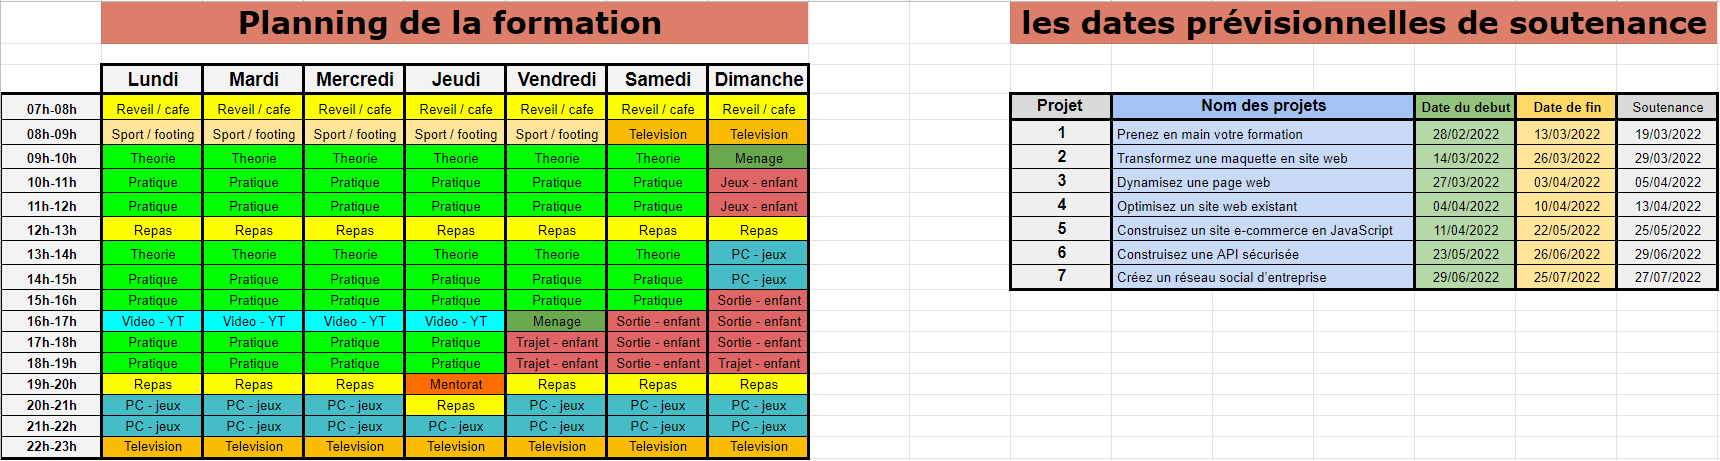 Planning de la formation
les dates prévisionnelles de soutenance
Lundi Mardi Mercredi Jeudi Vendredi Samedi Dimanche
07h-08h Reveil / cafe Reveil / cafe Reveil / cafe Reveil / cafe Reveil / cafe Reveil / cafe Reveil / cafe
08h-09h Sport / footing Sport / footing Sport / footing Sport / footing Sport / footing Television Television
09h-10h Theorie Theorie Theorie Theorie Theorie Theorie Menage
10h-11h Pratique Pratique Pratique Pratique Pratique Pratique Jeux - enfant
11h-12h Pratique Pratique Pratique Pratique Pratique Pratique Jeux - enfant
12h-13h Repas Repas Repas Repas Repas Repas Repas
13h-14h Theorie Theorie Theorie Theorie Theorie Theorie PC - jeux
14h-15h Pratique Pratique Pratique Pratique Pratique Pratique PC - jeux
15h-16h Pratique Pratique Pratique Pratique Pratique Pratique Sortie - enfant
16h-17h Video - YT Video - YT Video - YT Video - YT Menage Sortie - enfant Sortie - enfant
17h-18h Pratique Pratique Pratique Pratique Trajet - enfant Sortie - enfant Sortie - enfant
18h-19h Pratique Pratique Pratique Pratique Trajet - enfant Sortie - enfant Trajet - enfant
19h-20h Repas Repas Repas Mentorat Repas Repas Repas
20h-21h PC - jeux PC - jeux PC - jeux Repas PC - jeux PC - jeux PC - jeux
21h-22h PC - jeux PC - jeux PC - jeux PC - jeux PC - jeux PC - jeux PC - jeux
22h-23h Television Television Television Television Television Television Television
Projet Nom des projets Date du debut Date de fin Soutenance
1 Prenez en main votre formation 28/02/2022 13/03/2022 19/03/2022
2 Transformez une maquette en site web 14/03/2022 26/03/2022 29/03/2022
3 Dynamisez une page web 27/03/2022 03/04/2022 05/04/2022
4 Optimisez un site web existant 04/04/2022 10/04/2022 13/04/2022
5 Construisez un site e-commerce en JavaScript 11/04/2022 22/05/2022 25/05/2022
6 Construisez une API sécurisée 23/05/2022 26/06/2022 29/06/2022
7 Créez un réseau social d'entreprise 29/06/2022 25/07/2022 27/07/2022